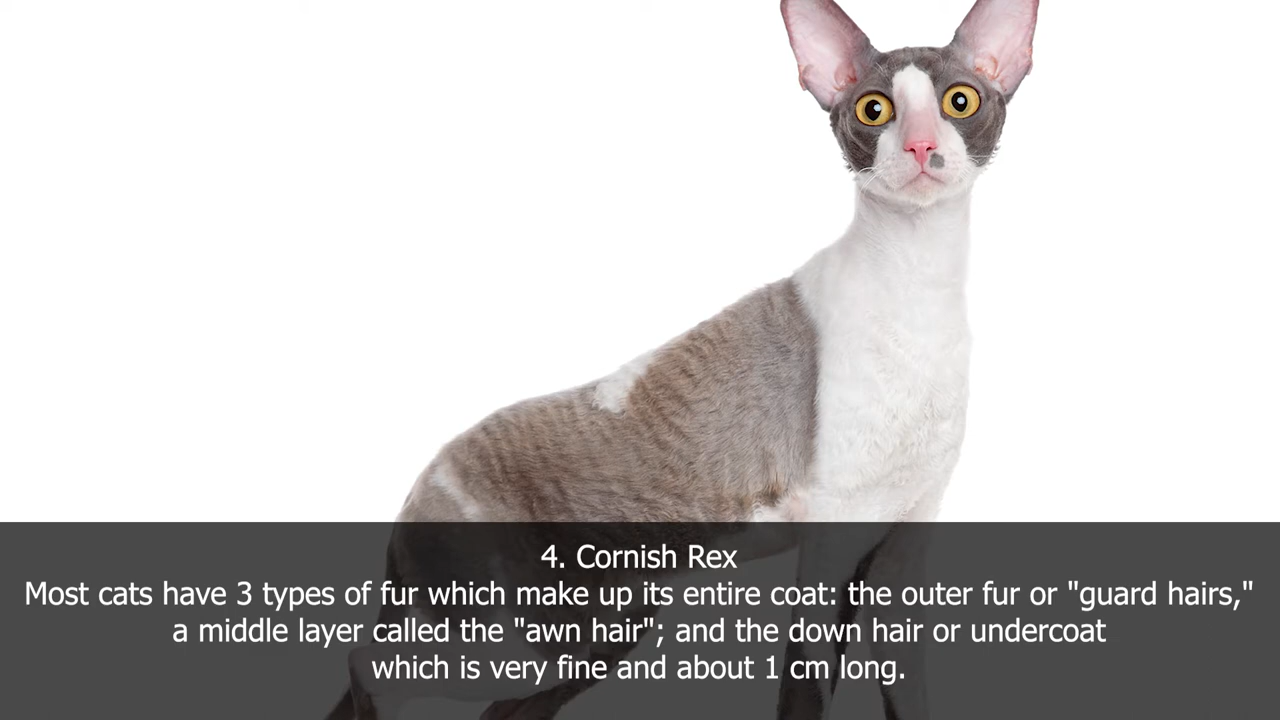 4. Cornish Rex
Most cats have 3 types of fur which make up its entire coat: the outer fur or "guard hairs,"
a middle layer called the "awn hair"; and the down hair or undercoat
which is very fine and about 1 cm long.